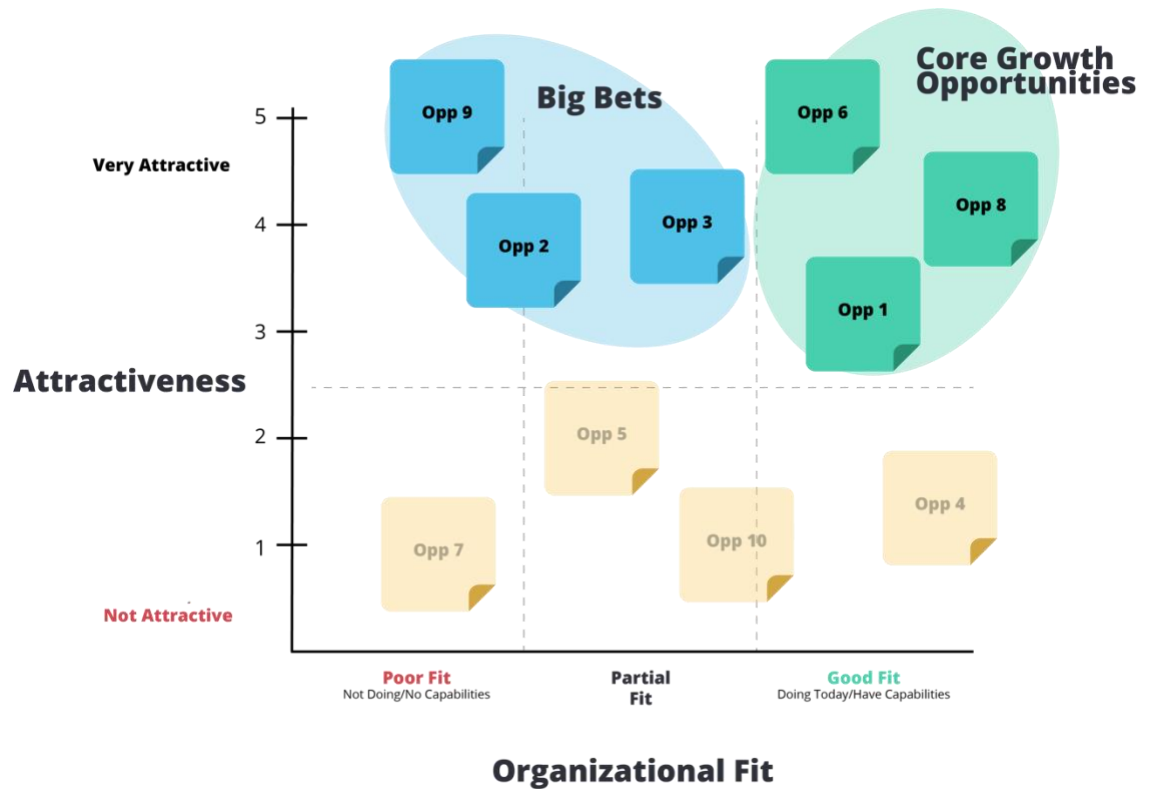 Core Growth
Opportunities
Big Bets
Opp 9
Opp 6
5
Very Attractive
Opp 8
Opp 3
4
Opp 2
Opp 1
3
Attractiveness
Opp 5
2
Opp 4
Opp 10
1
Opp 7
Not Attractive
Poor Fit
Not Doing/No Capabilities
Partial
Fit
Good Fit
Doing Today/Have Capabilities
Organizational Fit